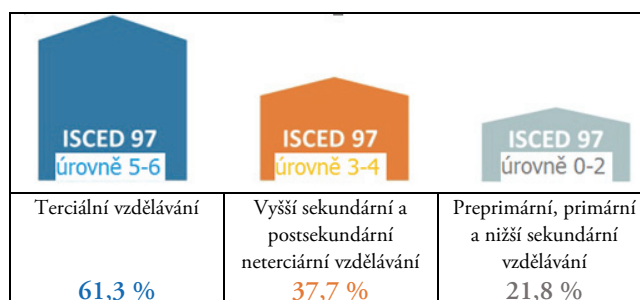 ISCED 97
úrovně 5-6
ISCED 97
úrovně 3-4
ISCED 97
úrovně 0-2
Terciální vzdělávání
61,3 %
Vyšší sekundární a
postsekundární
neterciární vzdělávání
37,7 %
Preprimární, primární
a nižší sekundární
vzdělávání
21,8 %